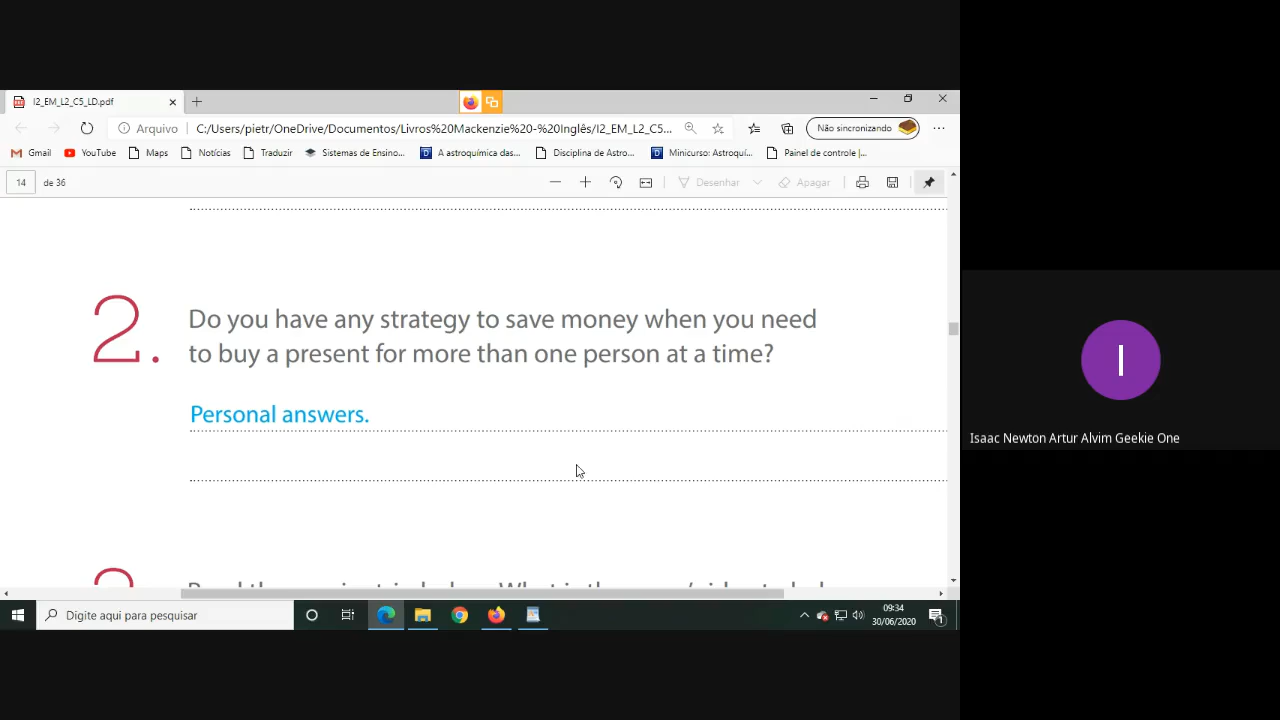 I2_EM_L2_C5_LD.pdf
Arquivo C:/Users/pietr/OneDrive/Documentos/Livros%20Mackenzie%20-%20Inglês/I2_EM_L2_C5... Não sincronizando
Gmail YouTube Maps Notícias Traduzir Sistemas de Ensino... A astroquímica das... Disciplina de Astro... Minicurso: Astroquí... Painel de controle |...
14 de 36 Desenhar Apagar
2. Do you have any strategy to save money when you need
to buy a present for more than one person at a time?
Personal answers.
Digite aqui para pesquisar
09:34
30/06/2020
1
I
Isaac Newton Artur Alvim Geekie One